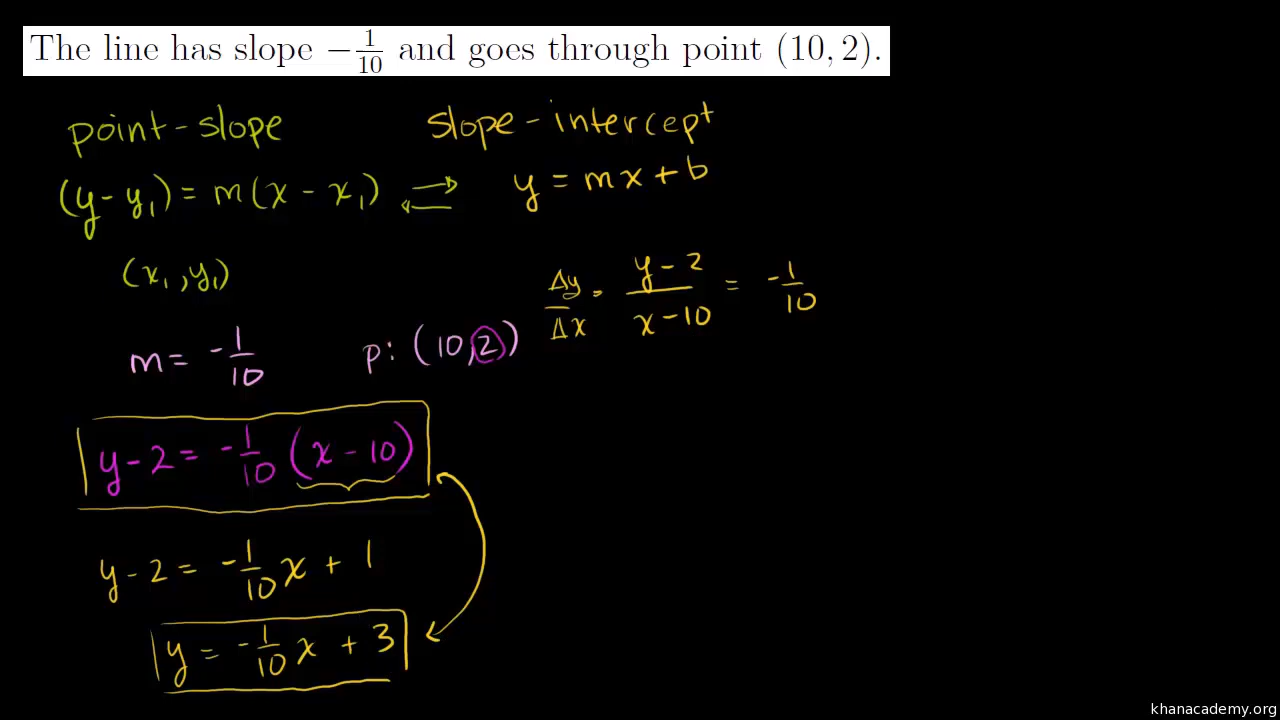 The line has slope −1/10 and goes through point (10, 2).
point-slope
slope-intercept
(y-y₁) = m(x - x₁)
y = mx + b
(x₁, y₁)
Δy/Δx = y-2/x-10 = -1/10
m = -1/10
p: (10,2)
y-2 = -1/10 (x-10)
y-2 = -1/10 x + 1
y = -1/10 x + 3
khanacademy.org